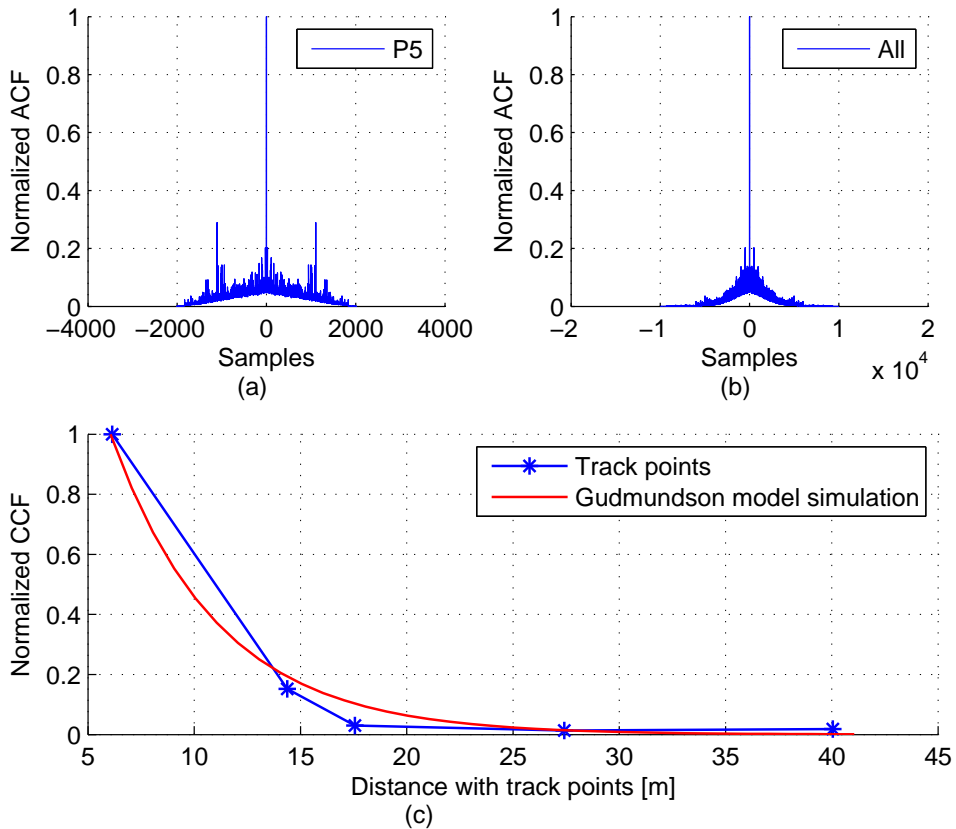 Normalized ACF
1
0.8
0.6
0.4
0.2
0
P5
−4000 −2000 0 2000 4000
Samples
(a)
Normalized ACF
1
0.8
0.6
0.4
0.2
0
All
−2 −1 0 1 2
Samples
x 10^4
(b)
Normalized CCF
1
0.8
0.6
0.4
0.2
0
Track points
Gudmundson model simulation
5 10 15 20 25 30 35 40 45
Distance with track points [m]
(c)